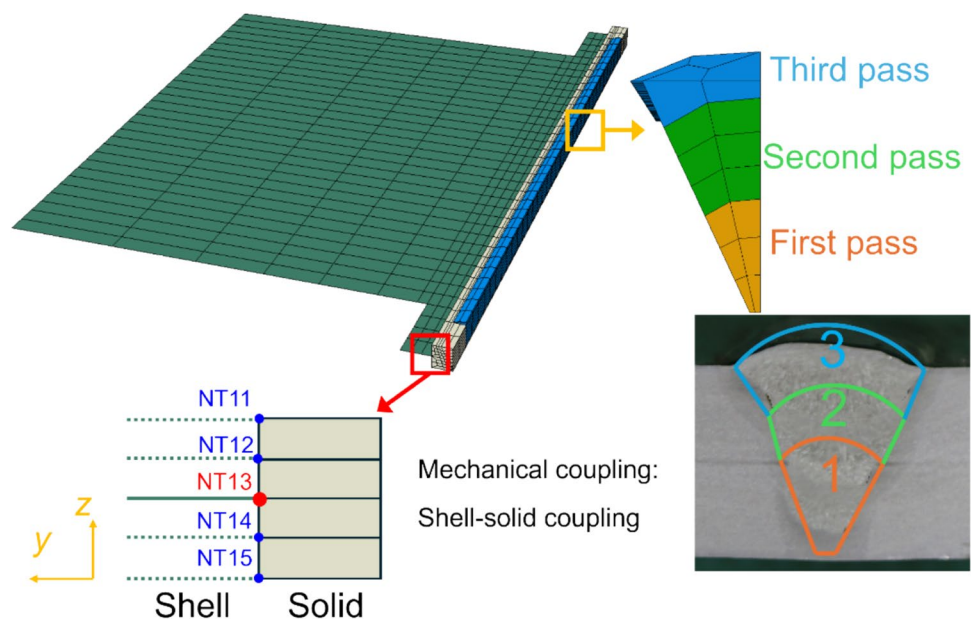 Third pass
Second pass
First pass
3
2
1
NT11
NT12
NT13
NT14
NT15
z
y
Shell
Solid
Mechanical coupling:
Shell-solid coupling